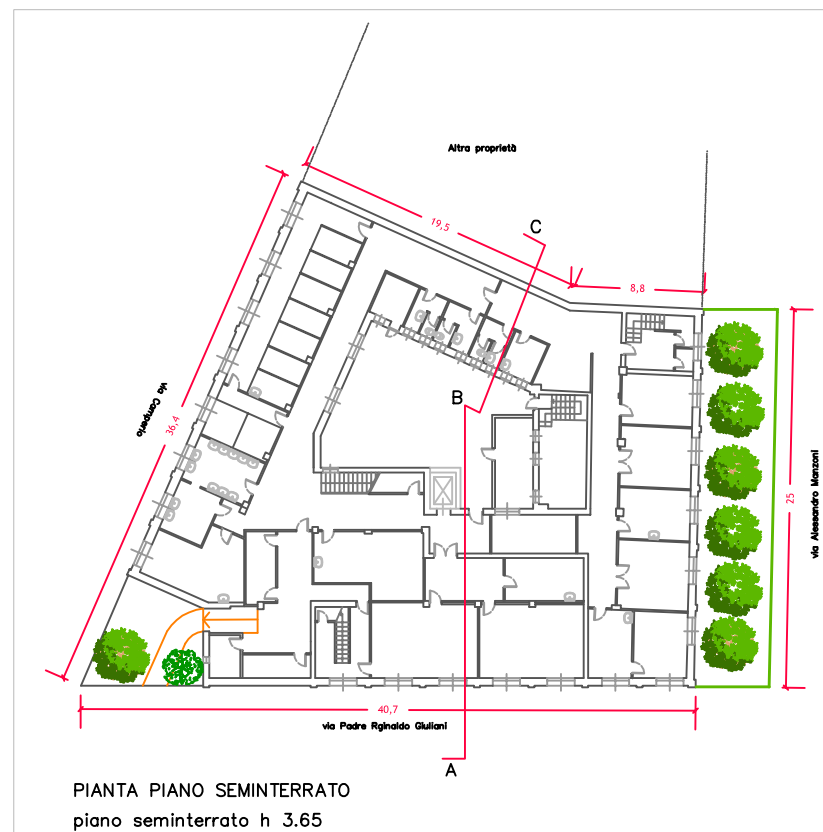 Altra proprietà
C
19,5
8,8
via Camperio
36,4
B
25
via Alessandro Manzoni
40,7
via Padre Rginaldo Giuliani
A
PIANTA PIANO SEMINTERRATO
piano seminterrato h 3.65